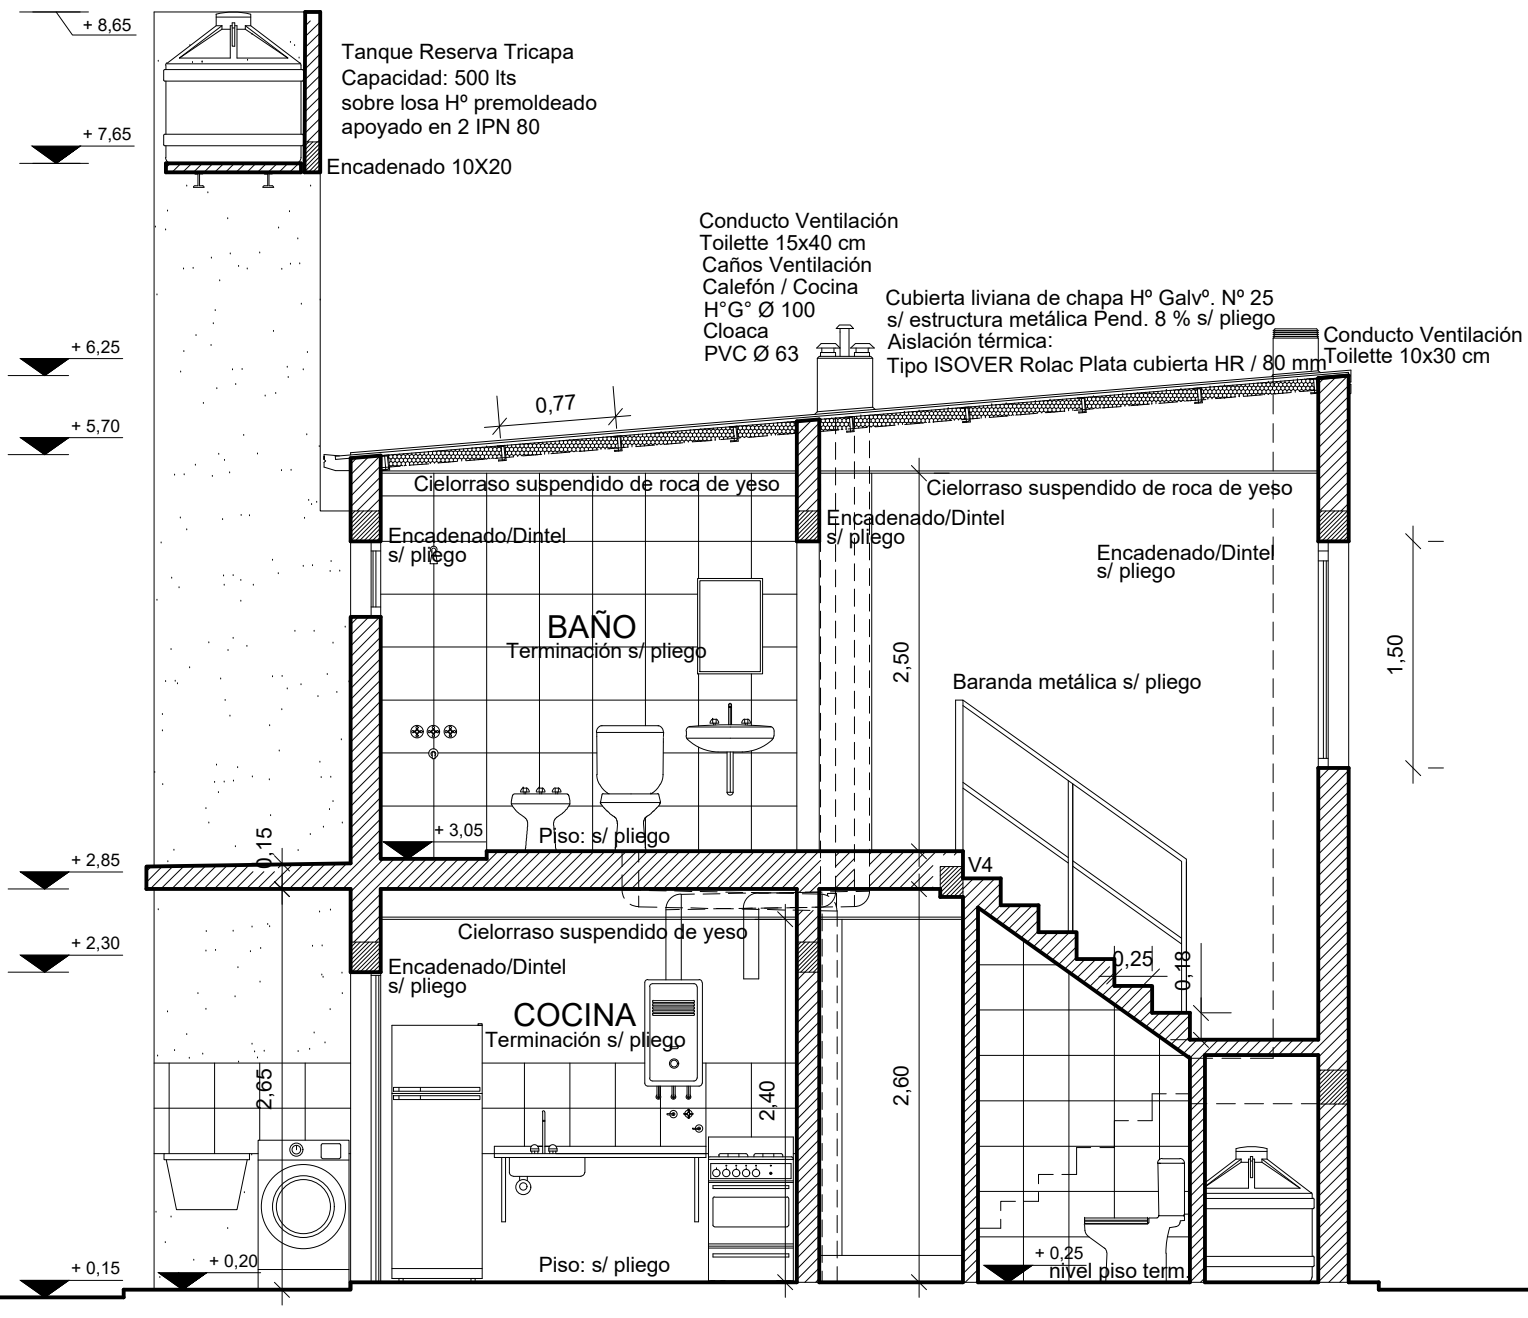 + 8,65
Tanque Reserva Tricapa
Capacidad: 500 lts
sobre losa Hº premoldeado
apoyado en 2 IPN 80
+ 7,65
Encadenado 10X20
Conducto Ventilación
Toilette 15x40 cm
Caños Ventilación
Calefón / Cocina
H°G° Ø 100
Cloaca
PVC Ø 63
Cubierta liviana de chapa Hº Galvº. Nº 25
s/ estructura metálica Pend. 8 % s/ pliego
Aislación térmica:
Tipo ISOVER Rolac Plata cubierta HR / 80 mm
Conducto Ventilación
Toilette 10x30 cm
+ 6,25
0,77
+ 5,70
Cielorraso suspendido de roca de yeso
Cielorraso suspendido de roca de yeso
Encadenado/Dintel
s/ pliego
Encadenado/Dintel
s/ pliego
Encadenado/Dintel
s/ pliego
BAÑO
Terminación s/ pliego
2,50
1,50
Baranda metálica s/ pliego
+ 3,05
Piso: s/ pliego
0,15
+ 2,85
V4
Cielorraso suspendido de yeso
+ 2,30
Encadenado/Dintel
s/ pliego
0,25
0,18
COCINA
Terminación s/ pliego
2,65
2,40
2,60
+ 0,15
+ 0,20
Piso: s/ pliego
+ 0,25
nivel piso term.